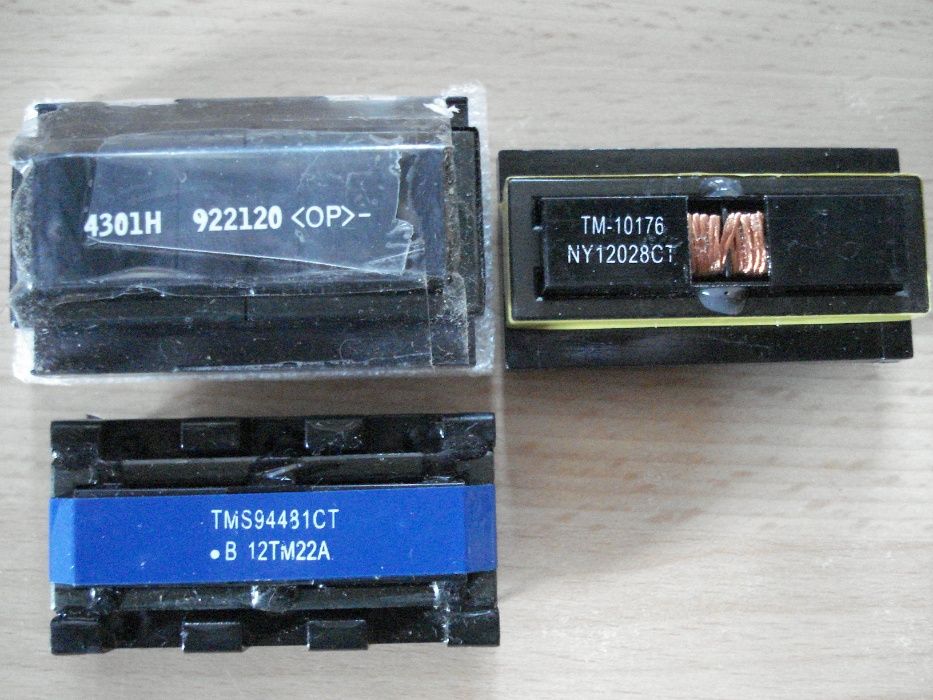 4301H 922120 <OP>-
TM-10176
NY12028CT
TMS94481CT
•B 12TM22A